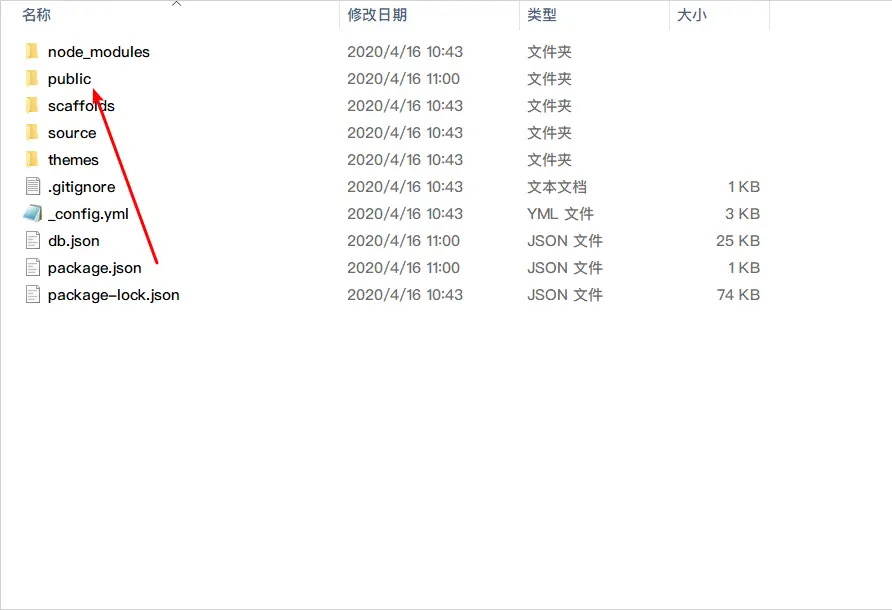 名称 修改日期 类型 大小
node_modules 2020/4/16 10:43 文件夹
public 2020/4/16 11:00 文件夹
scaffolds 2020/4/16 10:43 文件夹
source 2020/4/16 10:43 文件夹
themes 2020/4/16 10:43 文件夹
.gitignore 2020/4/16 10:43 文本文档 1 KB
_config.yml 2020/4/16 10:43 YML 文件 3 KB
db.json 2020/4/16 11:00 JSON 文件 25 KB
package.json 2020/4/16 11:00 JSON 文件 1 KB
package-lock.json 2020/4/16 10:43 JSON 文件 74 KB